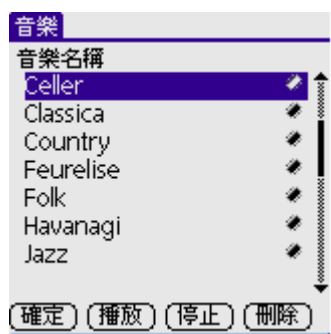 音樂
音樂名稱
Celler
Classica
Country
Feurelise
Folk
Havanagi
Jazz
確定 播放 停止 刪除